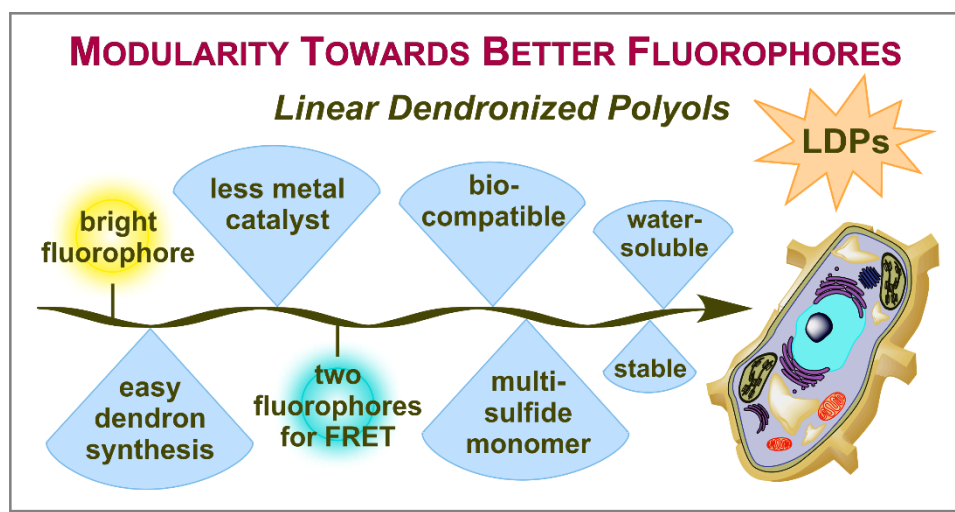 MODULARITY TOWARDS BETTER FLUOROPHORES
Linear Dendronized Polyols
LDPs
bright
fluorophore
less metal
catalyst
bio-
compatible
water-
soluble
easy
dendron
synthesis
two
fluorophores
for FRET
multi-
sulfide
monomer
stable